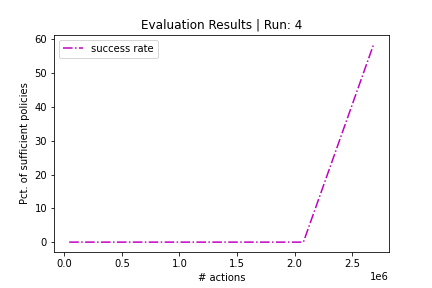 Evaluation Results | Run: 4
success rate
Pct. of sufficient policies
60
50
40
30
20
10
0
0.0 0.5 1.0 1.5 2.0 2.5
1e6
# actions